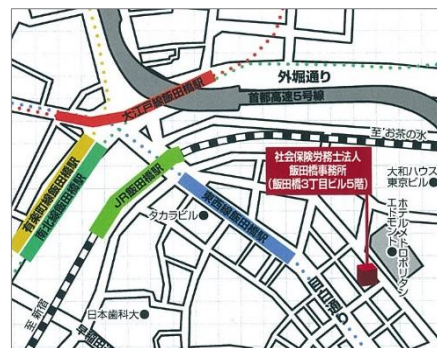 外堀通り
首都高速5号線
大江戸線飯田橋駅
至お茶の水
社会保険労務士法人
飯田橋事務所
(飯田橋3丁目ビル5階)
大和ハウス
東京ビル
有楽町線飯田橋駅
南北線飯田橋駅
JR飯田橋駅
東西線飯田橋駅
タカラビル
ホテルメトロポリタン
エドモント
目白通り
至新宿
日本歯科大
早稲田